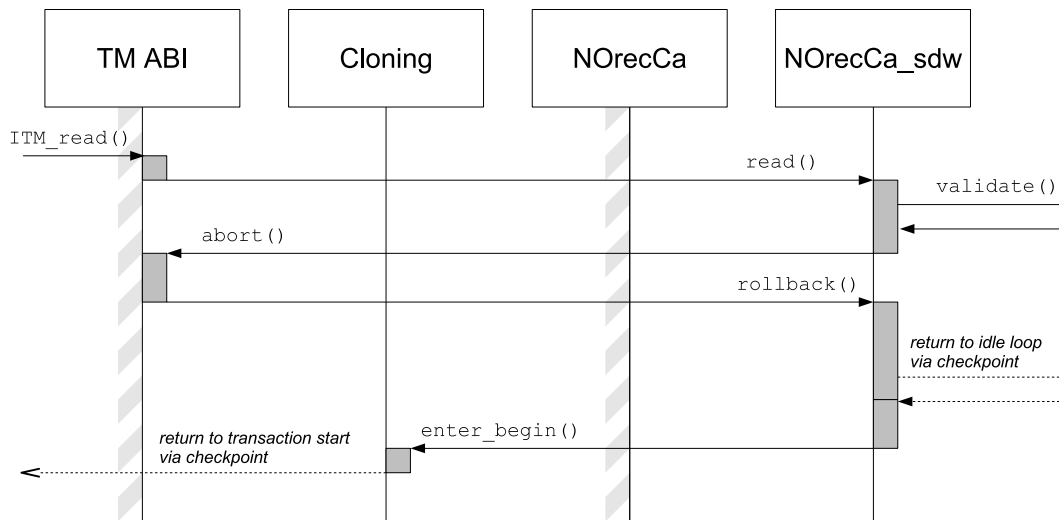 TM ABI
Cloning
NOrecCa
NOrecCa_sdw
ITM_read()
read()
validate()
abort()
rollback()
return to idle loop
via checkpoint
enter_begin()
return to transaction start
via checkpoint